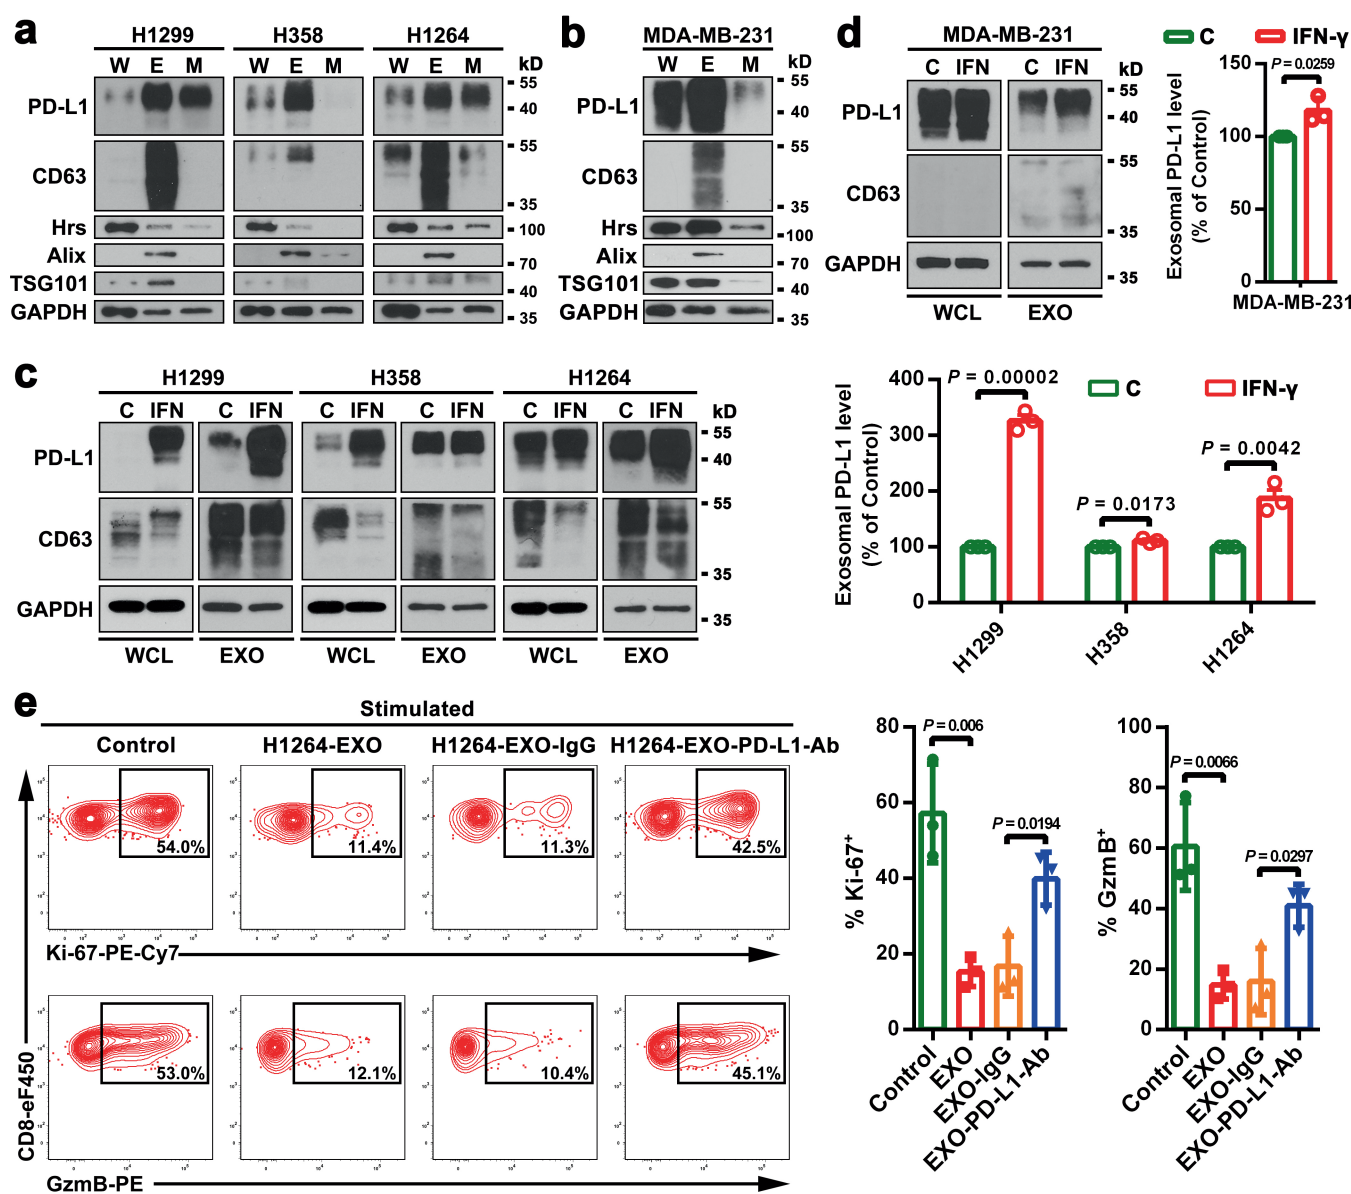 a
H1299 H358 H1264
W E M W E M W E M kD
PD-L1 55
40
CD63 55
35
Hrs 100
Alix 70
TSG101 40
GAPDH 35
b
MDA-MB-231
W E M kD
PD-L1 55
40
CD63 55
35
Hrs 100
Alix 70
TSG101 40
GAPDH 35
d
MDA-MB-231
C IFN C IFN kD
PD-L1 55
40
CD63 55
35
GAPDH 35
WCL EXO
C IFN-γ
P = 0.0259
Exosomal PD-L1 level
(% of Control)
150
100
50
0
MDA-MB-231
c
H1299 H358 H1264
C IFN C IFN C IFN C IFN C IFN C IFN kD
PD-L1 55
40
CD63 55
35
GAPDH 35
WCL EXO WCL EXO WCL EXO
Exosomal PD-L1 level
(% of Control)
400
300
200
100
0
P = 0.00002
P = 0.0173
P = 0.0042
C IFN-γ
H1299 H358 H1264
e
Stimulated
Control H1264-EXO H1264-EXO-IgG H1264-EXO-PD-L1-Ab
54.0% 11.4% 11.3% 42.5%
Ki-67-PE-Cy7
53.0% 12.1% 10.4% 45.1%
CD8-eF450
GzmB-PE
% Ki-67+
80
60
40
20
0
P = 0.006
P = 0.0194
Control EXO EXO-IgG EXO-PD-L1-Ab
% GzmB+
100
80
60
40
20
0
P = 0.0066
P = 0.0297
Control EXO EXO-IgG EXO-PD-L1-Ab